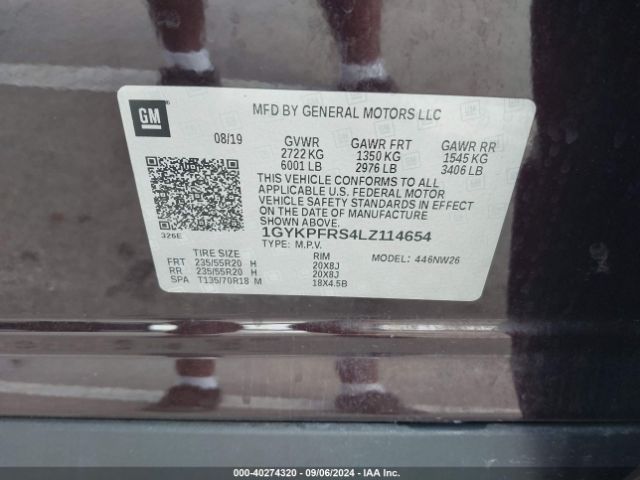 GM
MFD BY GENERAL MOTORS LLC
08/19 GVWR GAWR FRT GAWR RR
2722 KG 1350 KG 1545 KG
6001 LB 2976 LB 3406 LB
THIS VEHICLE CONFORMS TO ALL
APPLICABLE U.S. FEDERAL MOTOR
VEHICLE SAFETY STANDARDS IN EFFECT
ON THE DATE OF MANUFACTURE
SHOWN ABOVE.
326E
1GYKPFRS4LZ114654
TYPE: M.P.V. MODEL: 446NW26
TIRE SIZE RIM
FRT 235/55R20 H 20X8J
RR 235/55R20 H 20X8J
SPA T135/70R18 M 18X4.5B
000-40274320 - 09/06/2024 - IAA Inc.